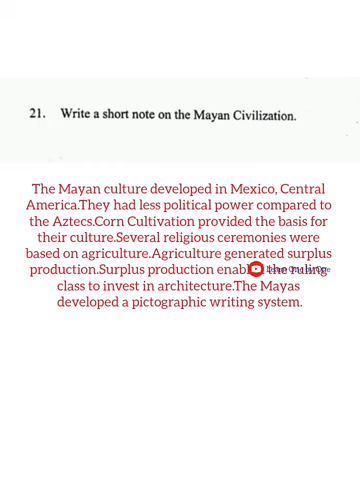 21. Write a short note on the Mayan Civilization.
The Mayan culture developed in Mexico, Central
America.They had less political power compared to
the Aztecs.Corn Cultivation provided the basis for
their culture.Several religious ceremonies were
based on agriculture.Agriculture generated surplus
production.Surplus production the ruling
class to invest in architecture.The Mayas
developed a pictographic writing system.